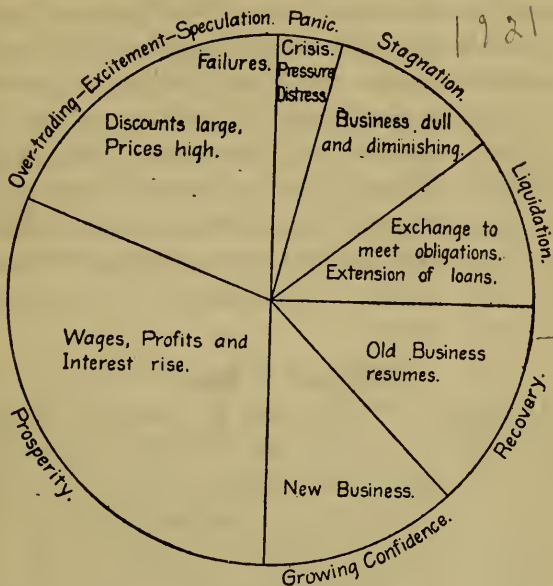 1921
Over-trading—Excitement—Speculation.
Panic.
Stagnation.
Liquidation.
Recovery.
Growing Confidence.
Prosperity.
Failures.
Discounts large,
Prices high.
Crisis.
Pressure
Distress
Business dull
and diminishing.
Exchange to
meet obligations.
Extension of loans.
Old Business
resumes.
New Business.
Wages, Profits and
Interest rise.